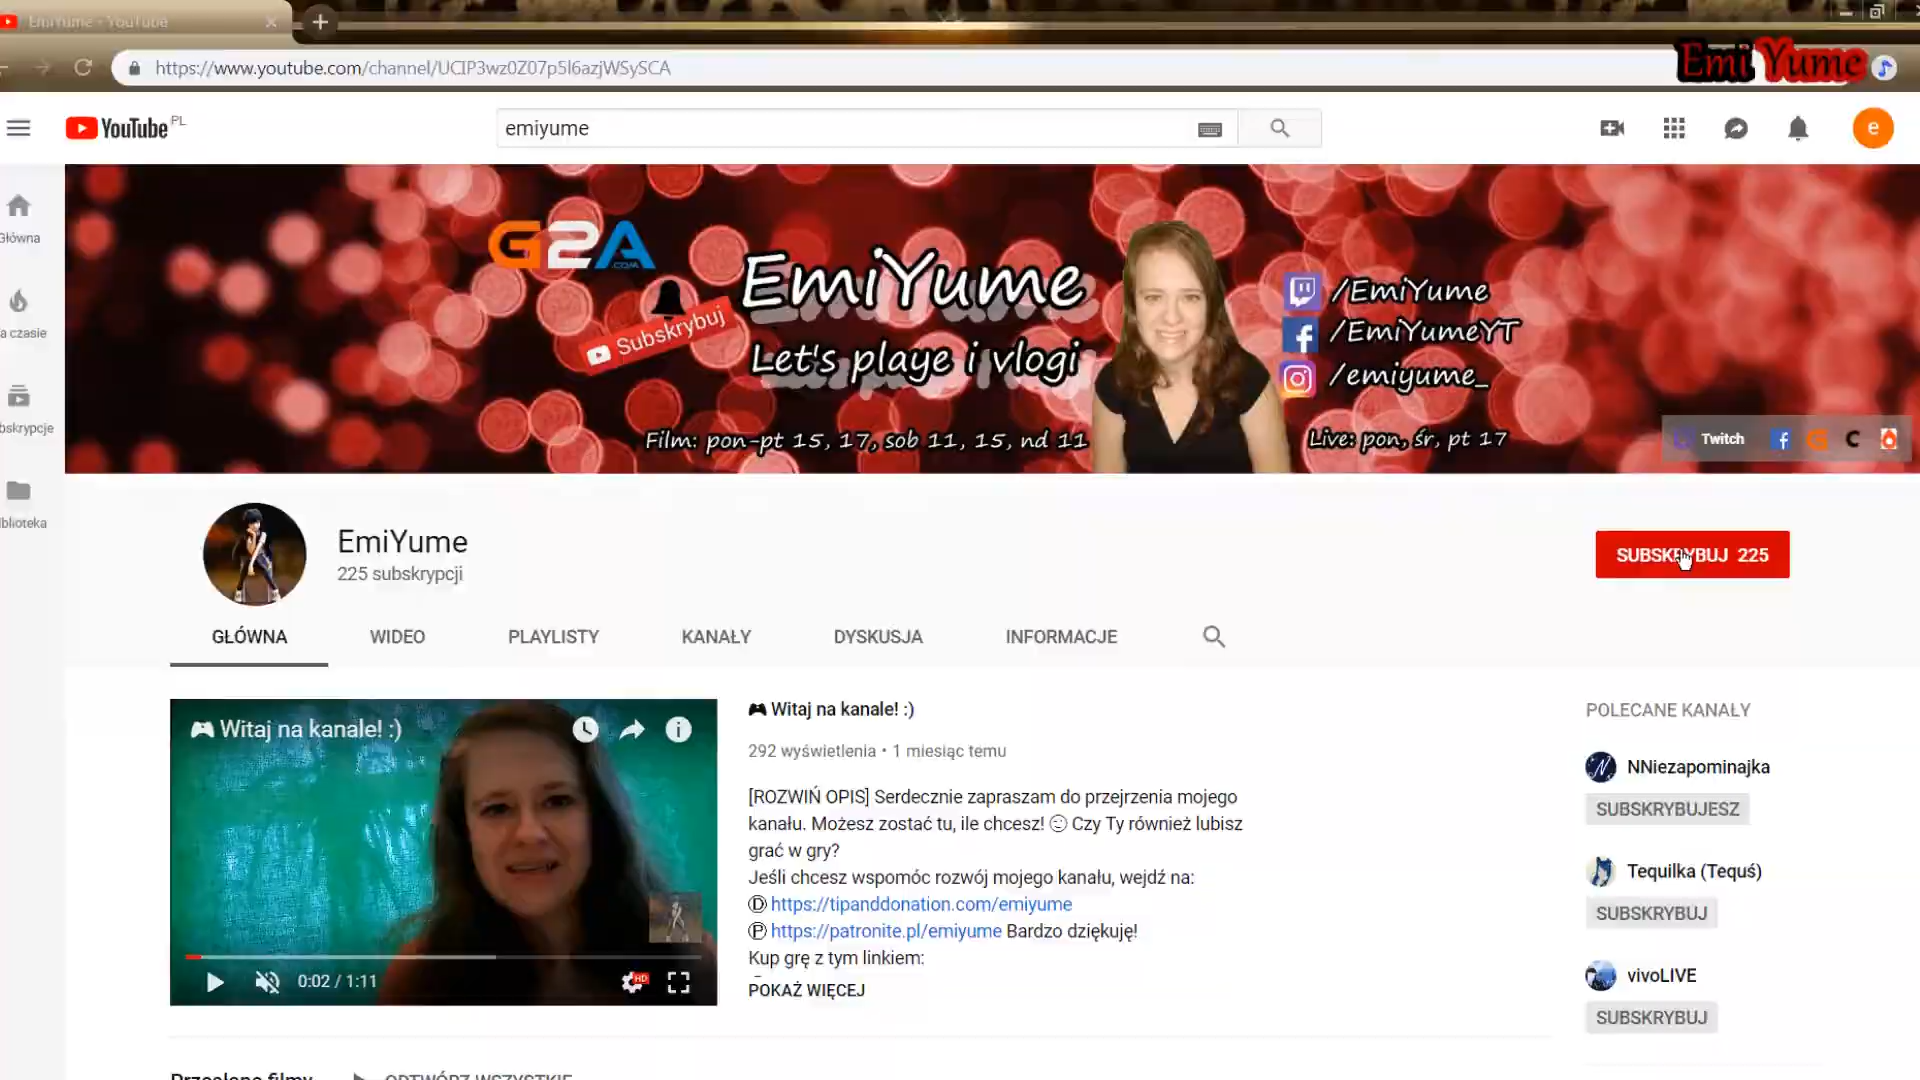 EmiYume - YouTube
https://www.youtube.com/channel/UCIP3wz0Z07p5l6azjWSySCA
Emi Yume
YouTube PL
emiyume
e
Główna
a czasie
bskrypcje
blioteka
G2A
.COM
Subskrybuj
EmiYume
Let's playe i vlogi
Film: pon-pt 15, 17, sob 11, 15, nd 11
/EmiYume
/EmiYumeYT
/emiyume_
Live: pon, śr, pt 17
Twitch
EmiYume
225 subskrypcji
SUBSKRYBUJ 225
GŁÓWNA
WIDEO
PLAYLISTY
KANAŁY
DYSKUSJA
INFORMACJE
Witaj na kanale! :)
0:02 / 1:11
HD
Witaj na kanale! :)
292 wyświetlenia • 1 miesiąc temu
[ROZWIŃ OPIS] Serdecznie zapraszam do przejrzenia mojego
kanału. Możesz zostać tu, ile chcesz! Czy Ty również lubisz
grać w gry?
Jeśli chcesz wspomóc rozwój mojego kanału, wejdź na:
Ⓓ https://tipanddonation.com/emiyume
Ⓟ https://patronite.pl/emiyume Bardzo dziękuję!
Kup grę z tym linkiem:
POKAŻ WIĘCEJ
POLECANE KANAŁY
NNiezapominajka
SUBSKRYBUJESZ
Tequilka (Tequś)
SUBSKRYBUJ
vivoLIVE
SUBSKRYBUJ
Przesłane filmy
ODTWÓRZ WSZYSTKIE